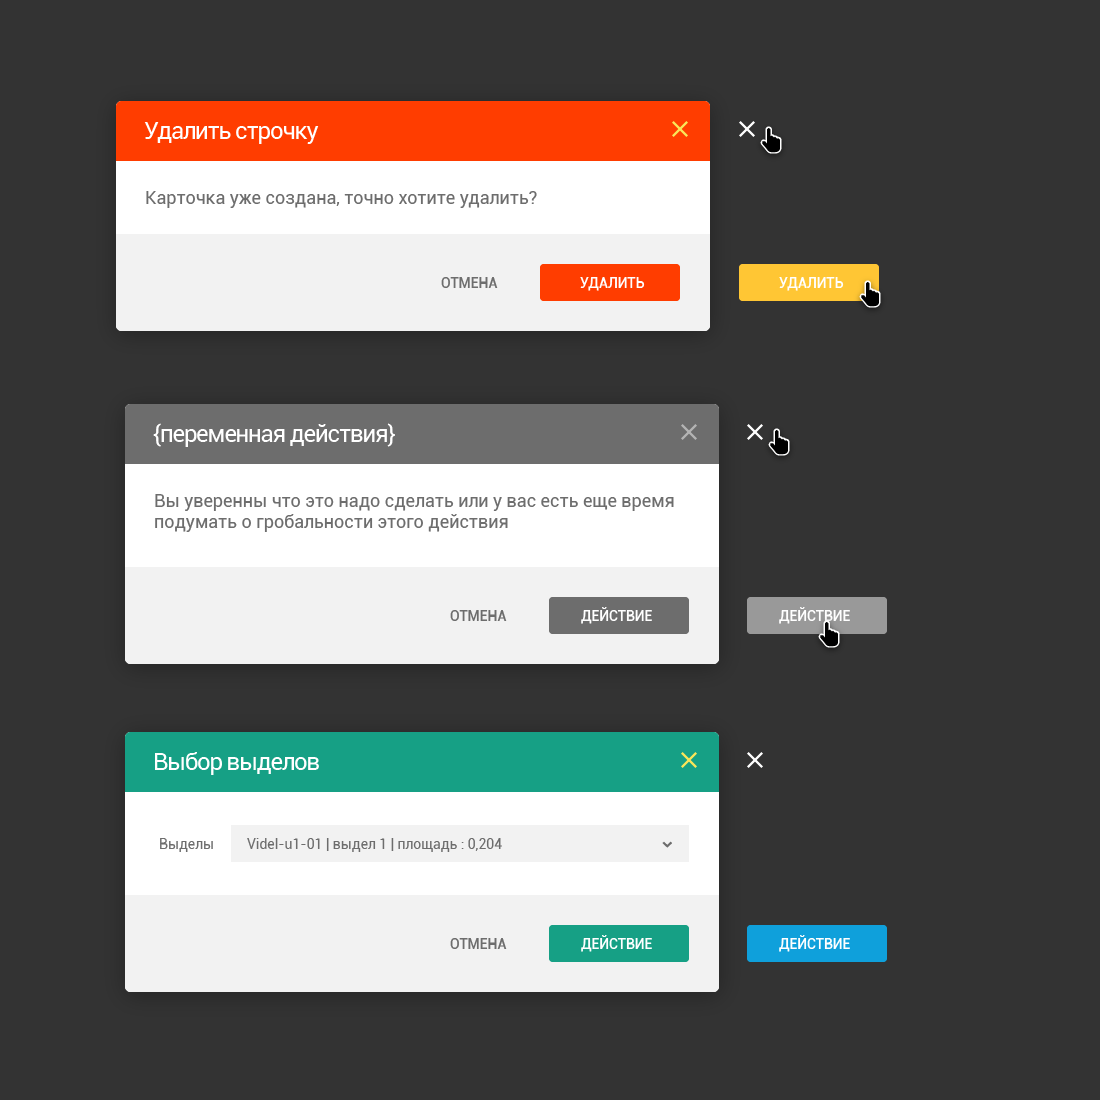 Удалить строчку
Карточка уже создана, точно хотите удалить?
ОТМЕНА
УДАЛИТЬ
УДАЛИТЬ
{переменная действия}
Вы уверенны что это надо сделать или у вас есть еще время
подумать о гробальности этого действия
ОТМЕНА
ДЕЙСТВИЕ
ДЕЙСТВИЕ
Выбор выделов
Выделы
Videl-u1-01 | выдел 1 | площадь : 0,204
ОТМЕНА
ДЕЙСТВИЕ
ДЕЙСТВИЕ